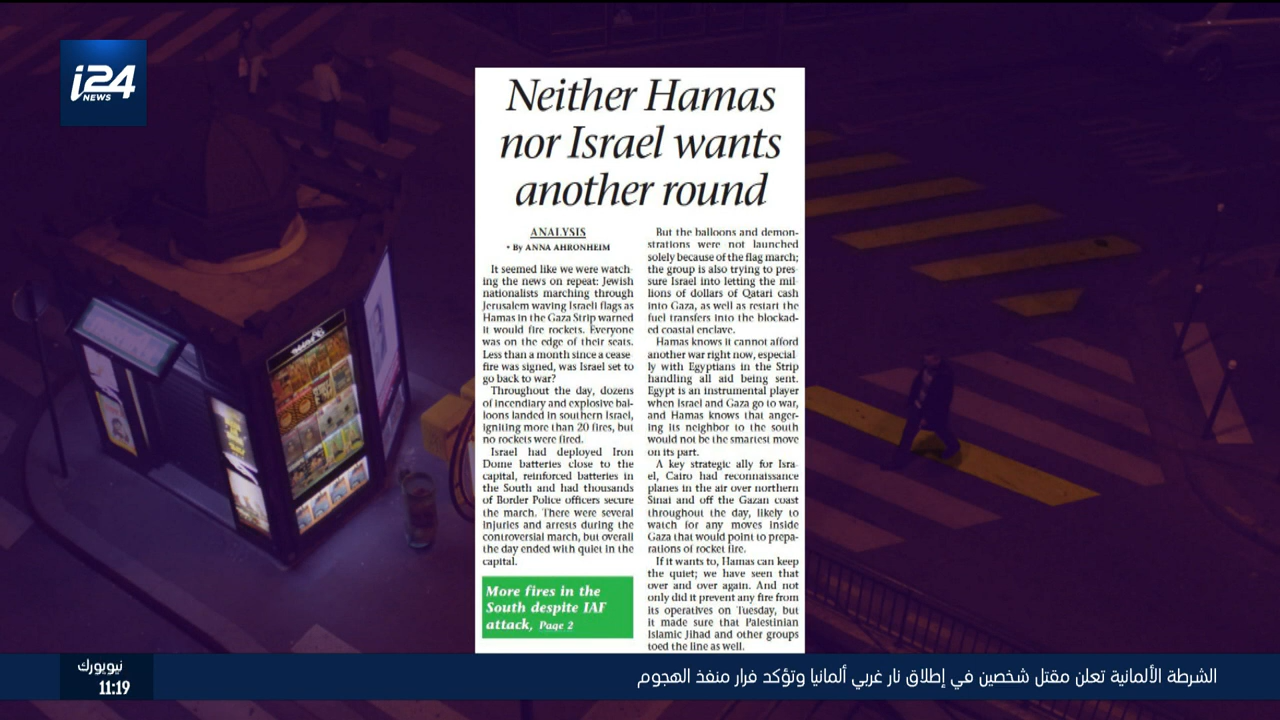 i24
NEWS
Neither Hamas
nor Israel wants
another round
ANALYSIS
• By ANNA AHRONHEIM
It seemed like we were watch-
ing the news on repeat: Jewish
nationalists marching through
Jerusalem waving Israeli flags as
Hamas in the Gaza Strip warned
it would fire rockets. Everyone
was on the edge of their seats.
Less than a month since a cease-
fire was signed, was Israel set to
go back to war?
Throughout the day, dozens
of incendiary and explosive bal-
loons landed in southern Israel,
igniting more than 20 fires, but
no rockets were fired.
Israel had deployed Iron
Dome batteries close to the
capital, reinforced batteries in
the South and had thousands
of Border Police officers secure
the march. There were several
injuries and arrests during the
controversial march, but overall
the day ended with quiet in the
capital.
More fires in the
South despite IAF
attack, Page 2
But the balloons and demon-
strations were not launched
solely because of the flag march;
the group is also trying to pres-
sure Israel into letting the mil-
lions of dollars of Qatari cash
into Gaza, as well as restart the
fuel transfers into the blockad-
ed coastal enclave.
Hamas knows it cannot afford
another war right now, especial-
ly with Egyptians in the Strip
handling all aid being sent.
Egypt is an instrumental player
when Israel and Gaza go to war,
and Hamas knows that anger-
ing its neighbor to the south
would not be the smartest move
on its part.
A key strategic ally for Isra-
el, Cairo had reconnaissance
planes in the air over northern
Sinai and off the Gazan coast
throughout the day, likely to
watch for any moves inside
Gaza that would point to prepa-
rations of rocket fire.
If it wants to, Hamas can keep
the quiet; we have seen that
over and over again. And not
only did it prevent any fire from
its operatives on Tuesday, but
it made sure that Palestinian
Islamic Jihad and other groups
toed the line as well.
نيويورك
11:19
الشرطة الألمانية تعلن مقتل شخصين في إطلاق نار غربي ألمانيا وتؤكد فرار منفذ الهجوم